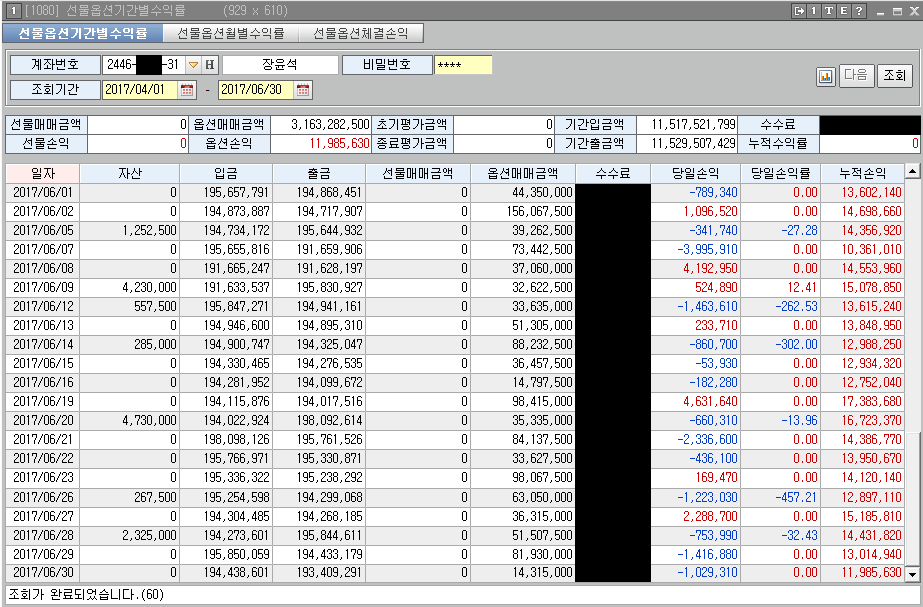 1 [1080] 선물옵션기간별수익률 (929 x 610) 1 T E ?
선물옵션기간별수익률 선물옵션월별수익률 선물옵션체결손익
계좌번호 2446- -31 H 장윤석 비밀번호 ****
조회기간 2017/04/01 - 2017/06/30 다음 조회
선물매매금액 0 옵션매매금액 3,163,282,500 초기평가금액 0 기간입금액 11,517,521,799 수수료
선물손익 0 옵션손익 11,985,630 종료평가금액 0 기간출금액 11,529,507,429 누적수익률 0
일자 자산 입금 출금 선물매매금액 옵션매매금액 수수료 당일손익 당일손익률 누적손익
2017/06/01 0 195,657,791 194,868,451 0 44,350,000 -789,340 0.00 13,602,140
2017/06/02 0 194,873,887 194,717,907 0 156,067,500 1,096,520 0.00 14,698,660
2017/06/05 1,252,500 194,734,172 195,644,932 0 39,262,500 -341,740 -27.28 14,356,920
2017/06/07 0 195,655,816 191,659,906 0 73,442,500 -3,995,910 0.00 10,361,010
2017/06/08 0 191,665,247 191,628,197 0 37,060,000 4,192,950 0.00 14,553,960
2017/06/09 4,230,000 191,633,537 195,830,927 0 32,622,500 524,890 12.41 15,078,850
2017/06/12 557,500 195,847,271 194,941,161 0 33,635,000 -1,463,610 -262.53 13,615,240
2017/06/13 0 194,946,600 194,895,310 0 51,305,000 233,710 0.00 13,848,950
2017/06/14 285,000 194,900,747 194,325,047 0 88,232,500 -860,700 -302.00 12,988,250
2017/06/15 0 194,330,465 194,276,535 0 36,457,500 -53,930 0.00 12,934,320
2017/06/16 0 194,281,952 194,099,672 0 14,797,500 -182,280 0.00 12,752,040
2017/06/19 0 194,115,876 194,017,516 0 98,415,000 4,631,640 0.00 17,383,680
2017/06/20 4,730,000 194,022,924 198,092,614 0 35,335,000 -660,310 -13.96 16,723,370
2017/06/21 0 198,098,126 195,761,526 0 84,137,500 -2,336,600 0.00 14,386,770
2017/06/22 0 195,766,971 195,330,871 0 33,627,500 -436,100 0.00 13,950,670
2017/06/23 0 195,336,322 195,238,292 0 98,067,500 169,470 0.00 14,120,140
2017/06/26 267,500 195,254,598 194,299,068 0 63,050,000 -1,223,030 -457.21 12,897,110
2017/06/27 0 194,304,485 194,268,185 0 36,315,000 2,288,700 0.00 15,185,810
2017/06/28 2,325,000 194,273,601 195,844,611 0 51,507,500 -753,990 -32.43 14,431,820
2017/06/29 0 195,850,059 194,433,179 0 81,930,000 -1,416,880 0.00 13,014,940
2017/06/30 0 194,438,601 193,409,291 0 14,315,000 -1,029,310 0.00 11,985,630
조회가 완료되었습니다.(60)